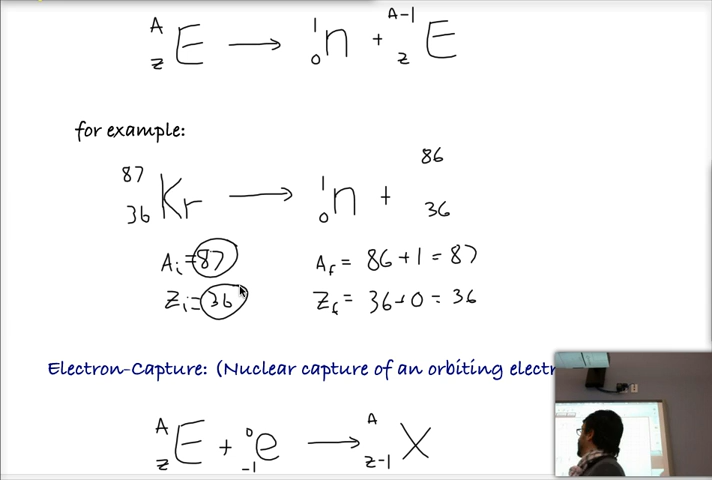 A Z E → 1 0 n + A-1 Z E
for example:
87 36 Kr → 1 0 n + 86 36
Ai = 87 Af = 86 + 1 = 87
Zi = 36 Zf = 36 + 0 = 36
Electron-Capture: (Nuclear capture of an orbiting electr
A Z E + 0 -1 e → A Z-1 X